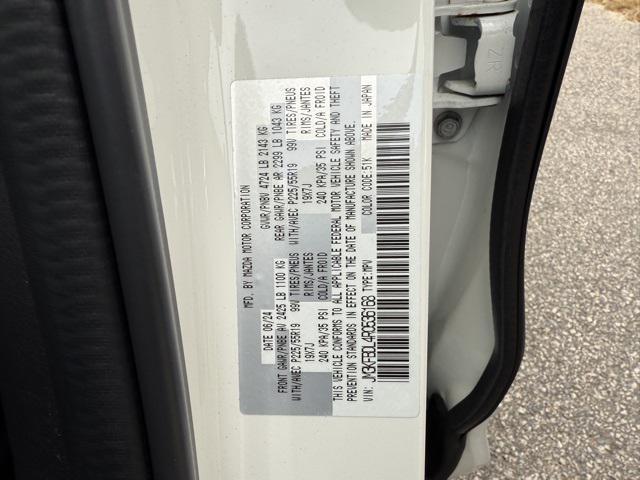 MFD. BY MAZDA MOTOR CORPORATION
DATE 06/24 GVWR/PNBV 4724 LB 2143 KG
FRONT GAWR/PNBE AV 2425 LB 1100 KG REAR GAWR/PNBE AR 2299 LB 1043 KG
WITH/AVEC P225/55R19 99V TIRES/PNEUS WITH/AVEC P225/55R19 99V TIRES/PNEUS
19X7J RIMS/JANTES 19X7J RIMS/JANTES
240 KPA/35 PSI COLD/A FROID 240 KPA/35 PSI COLD/A FROID
THIS VEHICLE CONFORMS TO ALL APPLICABLE FEDERAL MOTOR VEHICLE SAFETY AND THEFT
PREVENTION STANDARDS IN EFFECT ON THE DATE OF MANUFACTURE SHOWN ABOVE.
VIN: JM3KFBDL4R0536168 TYPE:MPV COLOR CODE:51K MADE IN JAPAN
ZR